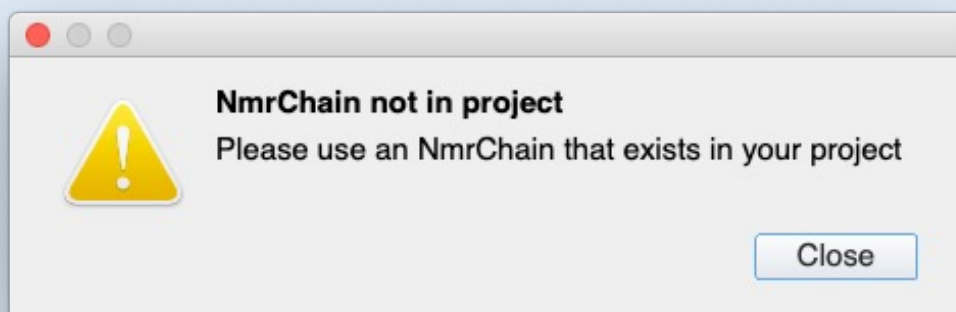 NmrChain not in project
Please use an NmrChain that exists in your project
Close